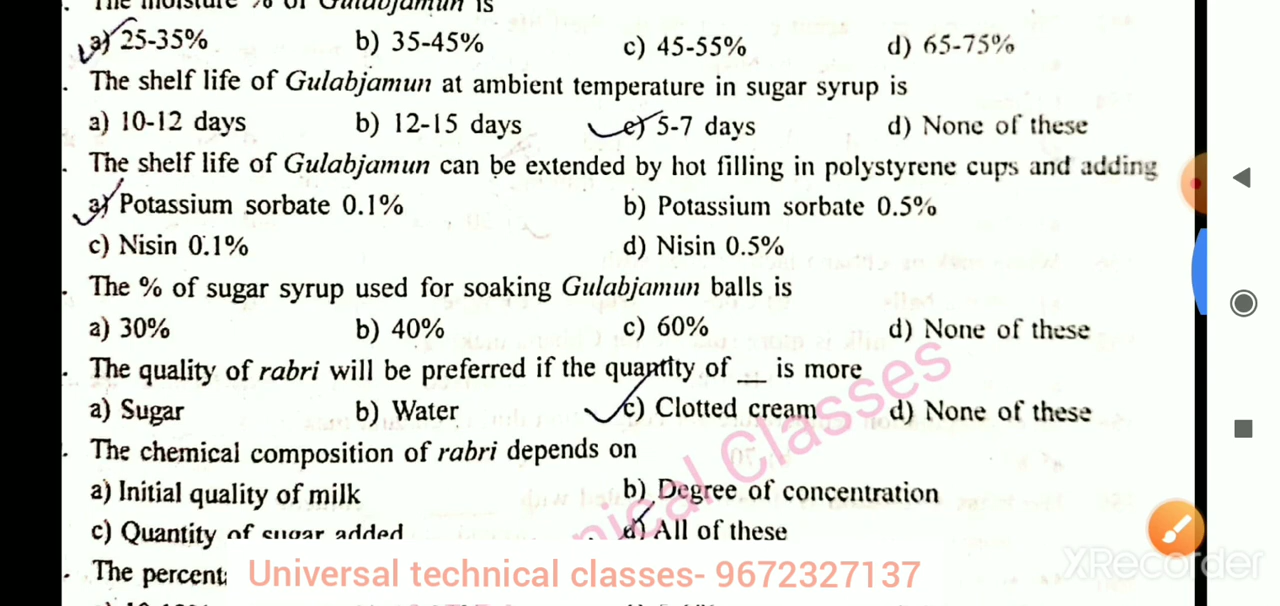 . The moisture % of Gulabjamun is
a) 25-35% b) 35-45% c) 45-55% d) 65-75%
. The shelf life of Gulabjamun at ambient temperature in sugar syrup is
a) 10-12 days b) 12-15 days c) 5-7 days d) None of these
. The shelf life of Gulabjamun can be extended by hot filling in polystyrene cups and adding
a) Potassium sorbate 0.1% b) Potassium sorbate 0.5%
c) Nisin 0.1% d) Nisin 0.5%
. The % of sugar syrup used for soaking Gulabjamun balls is
a) 30% b) 40% c) 60% d) None of these
. The quality of rabri will be preferred if the quantity of __ is more
a) Sugar b) Water c) Clotted cream d) None of these
. The chemical composition of rabri depends on
a) Initial quality of milk b) Degree of concentration
c) Quantity of sugar added d) All of these
nical Classes
. The percent
Universal technical classes- 9672327137
XRecorder